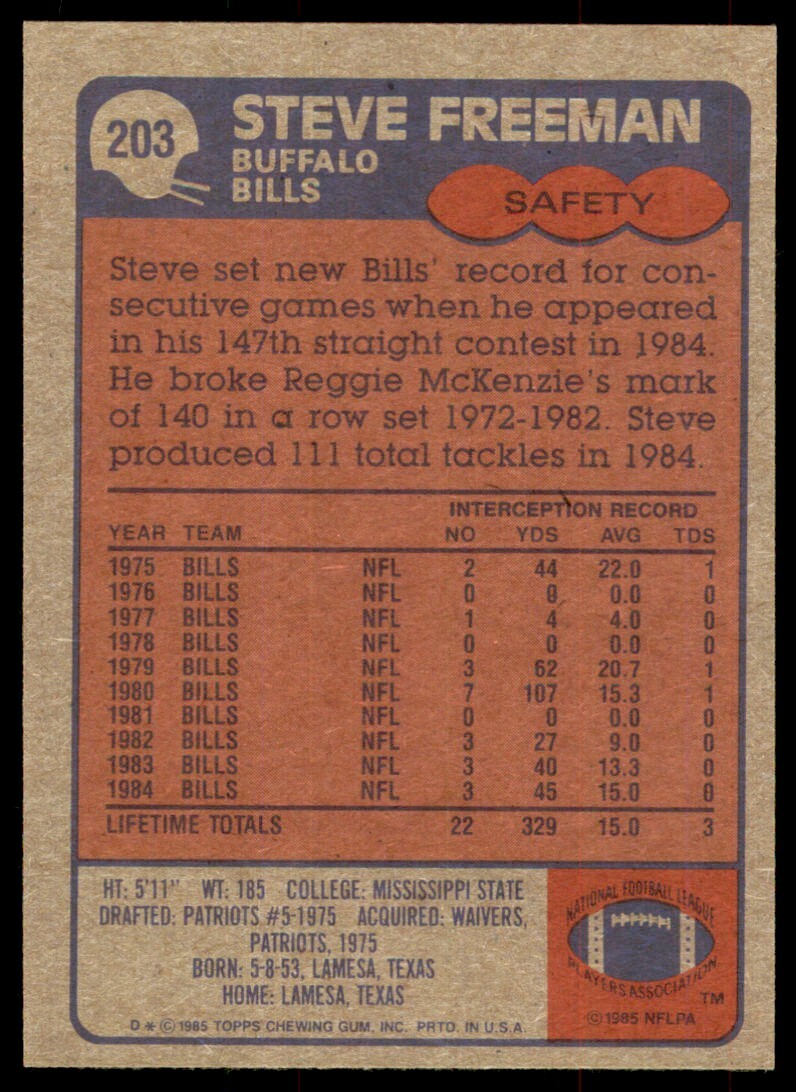 203
STEVE FREEMAN
BUFFALO
BILLS
SAFETY
Steve set new Bills' record for con-
secutive games when he appeared
in his 147th straight contest in 1984.
He broke Reggie McKenzie's mark
of 140 in a row set 1972-1982. Steve
produced 111 total tackles in 1984.
INTERCEPTION RECORD
YEAR TEAM NO YDS AVG TDS
1975 BILLS NFL 2 44 22.0 1
1976 BILLS NFL 0 0 0.0 0
1977 BILLS NFL 1 4 4.0 0
1978 BILLS NFL 0 0 0.0 0
1979 BILLS NFL 3 62 20.7 1
1980 BILLS NFL 7 107 15.3 1
1981 BILLS NFL 0 0 0.0 0
1982 BILLS NFL 3 27 9.0 0
1983 BILLS NFL 3 40 13.3 0
1984 BILLS NFL 3 45 15.0 0
LIFETIME TOTALS 22 329 15.0 3
HT: 5'11" WT: 185 COLLEGE: MISSISSIPPI STATE
DRAFTED: PATRIOTS #5-1975 ACQUIRED: WAIVERS,
PATRIOTS, 1975
BORN: 5-8-53, LAMESA, TEXAS
HOME: LAMESA, TEXAS
D * © 1985 TOPPS CHEWING GUM, INC. PRTD. IN U.S.A.
NATIONAL FOOTBALL LEAGUE
PLAYERS ASSOCIATION
TM
© 1985 NFLPA